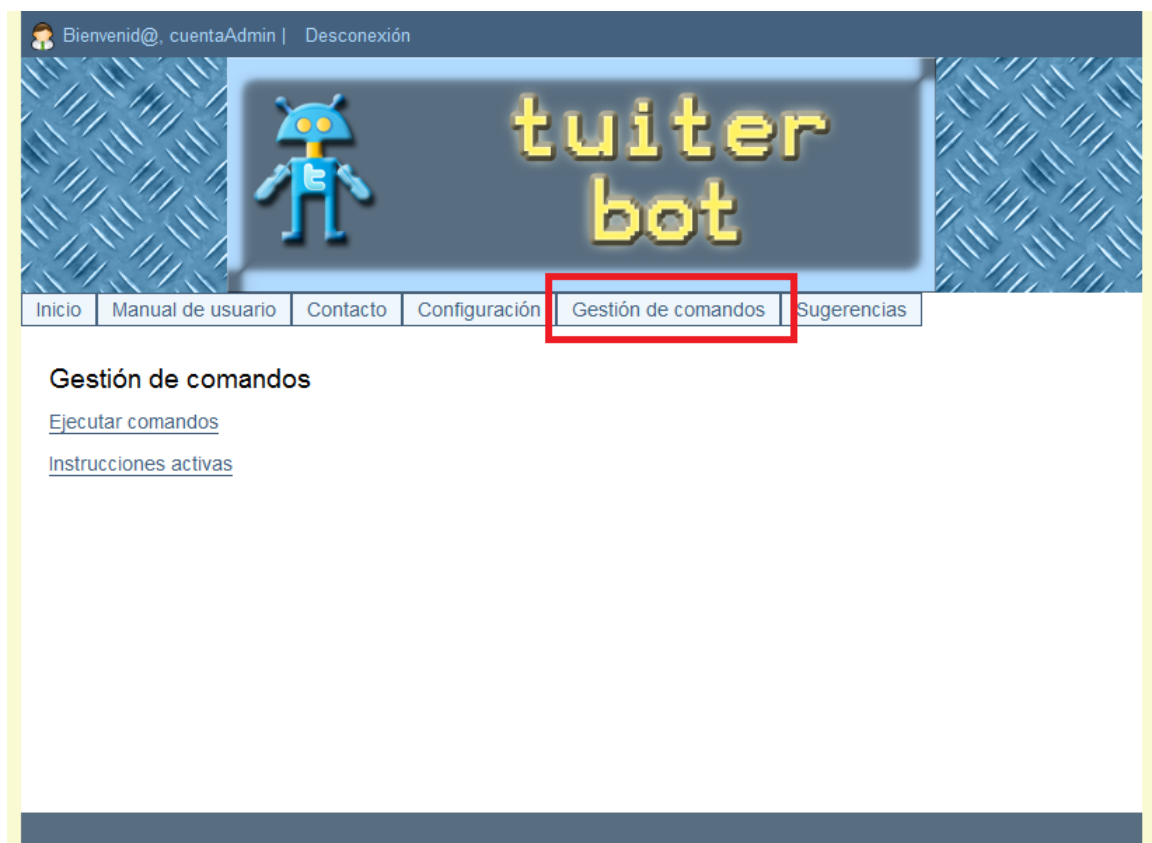 Bienvenid@, cuentaAdmin | Desconexión
tuiter
bot
Inicio Manual de usuario Contacto Configuración Gestión de comandos Sugerencias
Gestión de comandos
Ejecutar comandos
Instrucciones activas